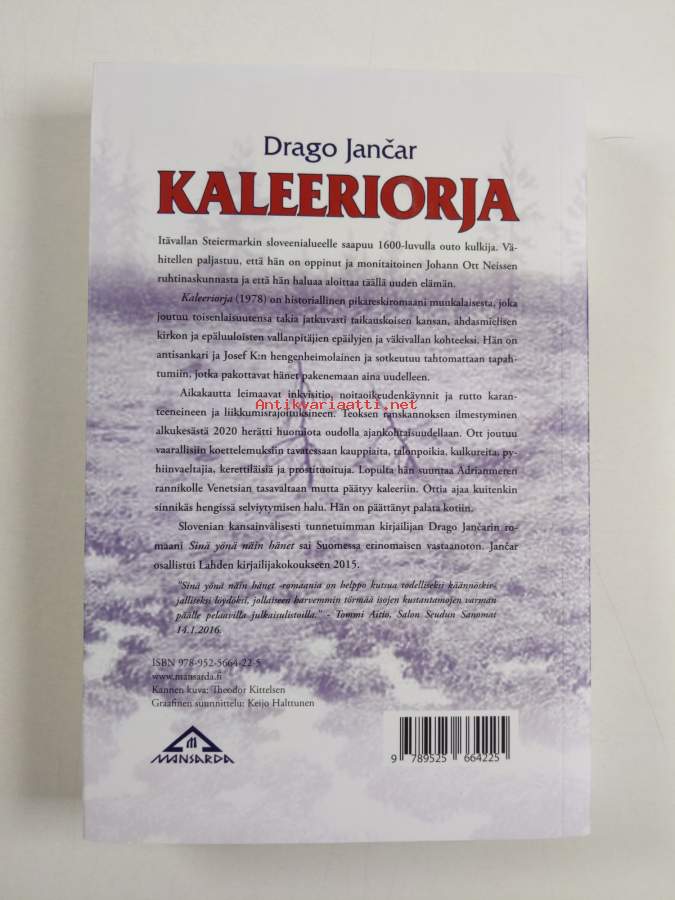 Drago Jančar
KALEERIORJA
Itävallan Steiermarkin sloveenialueelle saapuu 1600-luvulla outo kulkija. Vä-
hitellen paljastuu, että hän on oppinut ja monitaitoinen Johann Ott Neissen
ruhtinaskunnasta ja että hän haluaa aloittaa täällä uuden elämän.
Kaleeriorja (1978) on historiallinen pikareskiromaani muukalaisesta, joka
joutuu toisenlaisuutensa takia jatkuvasti taikauskoisen kansan, ahdasmielisen
kirkon ja epäluuloisten vallanpitäjien epäilyjen ja väkivallan kohteeksi. Hän on
antisankari ja Josef K:n hengenheimolainen ja sotkeutuu tahtomattaan tapah-
tumiin, jotka pakottavat hänet pakenemaan aina uudelleen.
Aikakautta leimaavat inkvisitio, noitaoikeudenkäynnit ja rutto karan-
Antikvariaatti.net
teeneineen ja liikkumisrajoituksineen. Teoksen ranskannoksen ilmestyminen
alkukesästä 2020 herätti huomiota oudolla ajankohtaisuudellaan. Ott joutuu
vaarallisiin koettelemuksiin tavatessaan kauppiaita, talonpoikia, kulkureita, py-
hiinvaeltajia, kerettiläisiä ja prostituoituja. Lopulta hän suuntaa Adrianmeren
rannikolle Venetsian tasavaltaan mutta päätyy kaleeriin. Ottia ajaa kuitenkin
sinnikäs hengissä selviytymisen halu. Hän on päättänyt palata kotiin.
Slovenian kansainvälisesti tunnetuimman kirjailijan Drago Jančarin ro-
maani Sinä yönä näin hänet sai Suomessa erinomaisen vastaanoton. Jančar
osallistui Lahden kirjailijakokoukseen 2015.
"Sinä yönä näin hänet -romaania on helppo kutsua todelliseksi käännöskir-
jalliseksi löydöksi, jollaiseen harvemmin törmää isojen kustantamojen varman
päälle pelaavilla julkaisulistoilla." - Tommi Aitio, Salon Seudun Sanomat
14.1.2016.
ISBN 978-952-5664-22-5
www.mansarda.fi
Kannen kuva: Theodor Kittelsen
Graafinen suunnittelu: Keijo Halttunen
M
MANSARDA
9 789525 664225